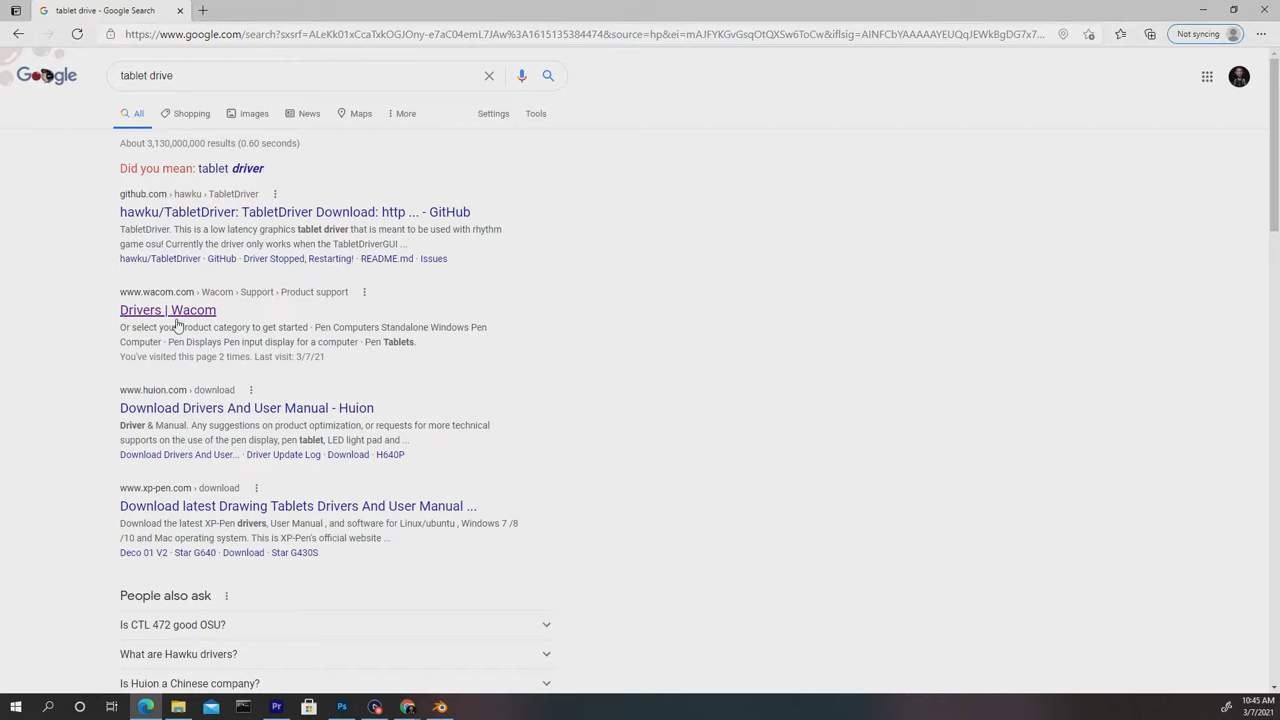 tablet drive - Google Search
https://www.google.com/search?sxsrf=ALeKk01xCcaTxkOGJOny-e7aC04emL7JAw%3A1615135384474&source=hp&ei=mAJFYKGvGsqOtQXSw6ToCw&iflsig=AINFCbYAAAAAYEUQqJEWkBgDG7x7...
Not syncing
Google
tablet drive
All
Shopping
Images
News
Maps
More
Settings
Tools
About 3,130,000,000 results (0.60 seconds)
Did you mean: tablet driver
github.com › hawku › TabletDriver
hawku/TabletDriver: TabletDriver Download: http ... - GitHub
TabletDriver. This is a low latency graphics tablet driver that is meant to be used with rhythm
game osu! Currently the driver only works when the TabletDriverGUI ...
hawku/TabletDriver · GitHub · Driver Stopped, Restarting! · README.md · Issues
www.wacom.com › Wacom › Support › Product support
Drivers | Wacom
Or select your product category to get started · Pen Computers Standalone Windows Pen
Computer · Pen Displays Pen input display for a computer · Pen Tablets.
You've visited this page 2 times. Last visit: 3/7/21
www.huion.com › download
Download Drivers And User Manual - Huion
Driver & Manual. Any suggestions on product optimization, or requests for more technical
supports on the use of the pen display, pen tablet, LED light pad and ...
Download Drivers And User... · Driver Update Log · Download · H640P
www.xp-pen.com › download
Download latest Drawing Tablets Drivers And User Manual ...
Download the latest XP-Pen drivers, User Manual , and software for Linux/ubuntu , Windows 7 /8
/10 and Mac operating system. This is XP-Pen's official website ...
Deco 01 V2 · Star G640 · Download · Star G430S
People also ask
Is CTL 472 good OSU?
What are Hawku drivers?
Is Huion a Chinese company?
Pr
Ps
10:45 AM
3/7/2021